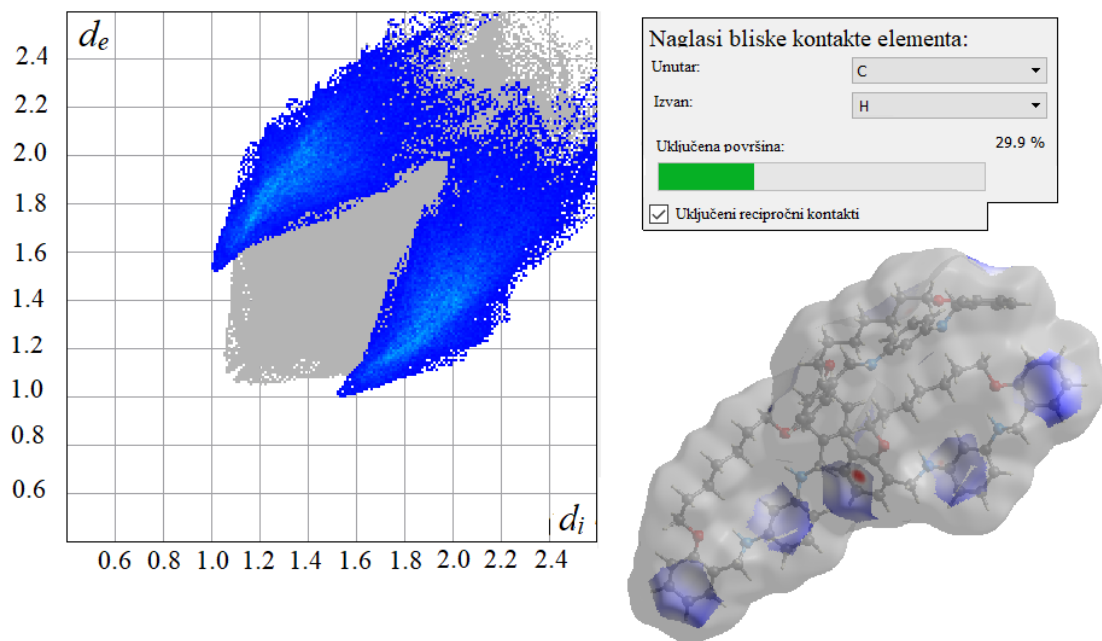 d_e
2.4
2.2
2.0
1.8
1.6
1.4
1.2
1.0
0.8
0.6
d_i
0.6 0.8 1.0 1.2 1.4 1.6 1.8 2.0 2.2 2.4
Naglasi bliske kontakte elementa:
Unutar: C
Izvan: H
Uključena površina: 29.9 %
Uključeni recipročni kontakti